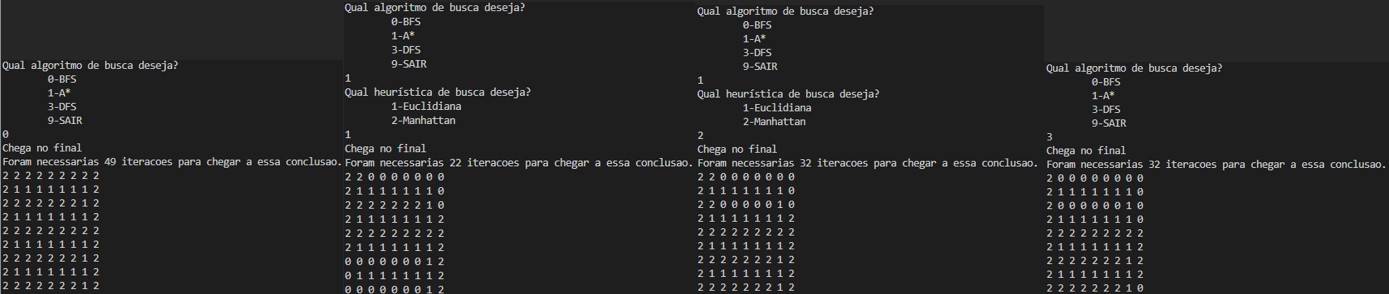 Qual algoritmo de busca deseja?
0-BFS
1-A*
3-DFS
9-SAIR
0
Chega no final
Foram necessarias 49 iteracoes para chegar a essa conclusao.
2 2 2 2 2 2 2 2 2
2 1 1 1 1 1 1 1 2
2 2 2 2 2 2 2 1 2
2 1 1 1 1 1 1 1 2
2 2 2 2 2 2 2 2 2
2 1 1 1 1 1 1 1 2
2 2 2 2 2 2 2 1 2
2 1 1 1 1 1 1 1 2
2 2 2 2 2 2 2 1 2
Qual algoritmo de busca deseja?
0-BFS
1-A*
3-DFS
9-SAIR
1
Qual heurística de busca deseja?
1-Euclidiana
2-Manhattan
1
Chega no final
Foram necessarias 22 iteracoes para chegar a essa conclusao.
2 2 0 0 0 0 0 0 0
2 1 1 1 1 1 1 1 0
2 2 2 2 2 2 2 1 0
2 1 1 1 1 1 1 1 2
2 2 2 2 2 2 2 2 2
2 1 1 1 1 1 1 1 2
0 0 0 0 0 0 0 1 2
0 1 1 1 1 1 1 1 2
0 0 0 0 0 0 0 1 2
Qual algoritmo de busca deseja?
0-BFS
1-A*
3-DFS
9-SAIR
1
Qual heurística de busca deseja?
1-Euclidiana
2-Manhattan
2
Chega no final
Foram necessarias 32 iteracoes para chegar a essa conclusao.
2 2 0 0 0 0 0 0 0
2 1 1 1 1 1 1 1 0
2 2 0 0 0 0 0 1 0
2 1 1 1 1 1 1 1 2
2 2 2 2 2 2 2 2 2
2 1 1 1 1 1 1 1 2
2 2 2 2 2 2 2 1 2
2 1 1 1 1 1 1 1 2
2 2 2 2 2 2 2 1 2
Qual algoritmo de busca deseja?
0-BFS
1-A*
3-DFS
9-SAIR
3
Chega no final
Foram necessarias 32 iteracoes para chegar a essa conclusao.
2 0 0 0 0 0 0 0 0
2 1 1 1 1 1 1 1 0
2 0 0 0 0 0 0 1 0
2 1 1 1 1 1 1 1 0
2 2 2 2 2 2 2 2 2
2 1 1 1 1 1 1 1 2
2 2 2 2 2 2 2 1 2
2 1 1 1 1 1 1 1 2
2 2 2 2 2 2 2 1 0